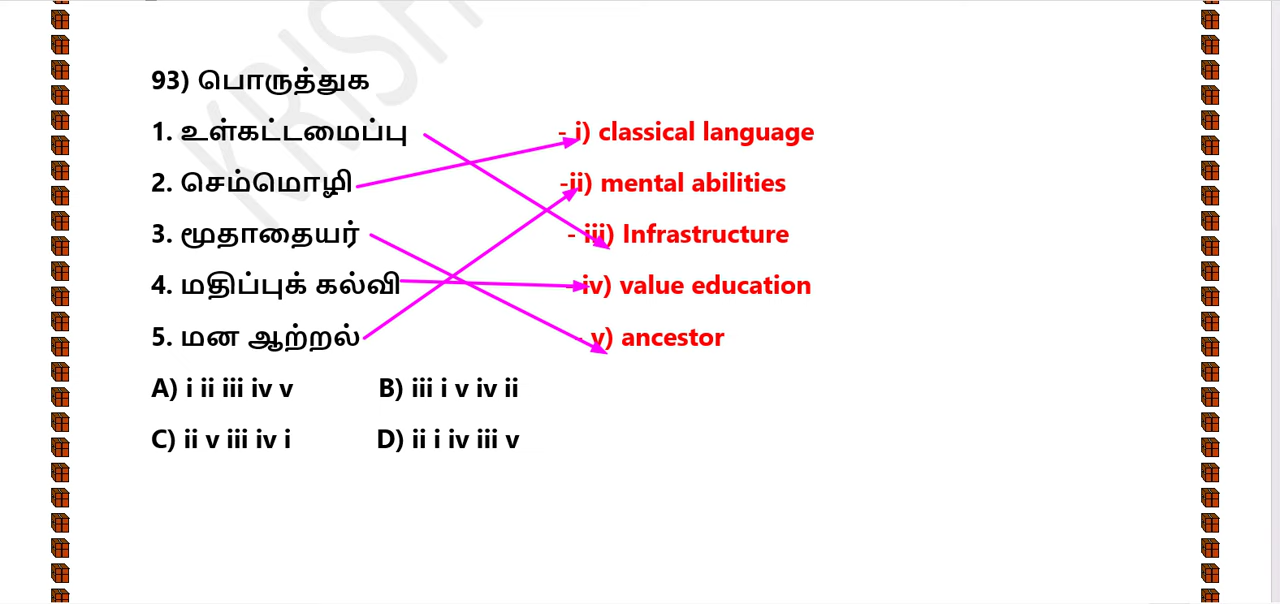 93) பொருத்துக
1. உள்கட்டமைப்பு - i) classical language
2. செம்மொழி -ii) mental abilities
3. மூதாதையர் - iii) Infrastructure
4. மதிப்புக் கல்வி - iv) value education
5. மன ஆற்றல் - v) ancestor
A) i ii iii iv v B) iii i v iv ii
C) ii v iii iv i D) ii i iv iii v